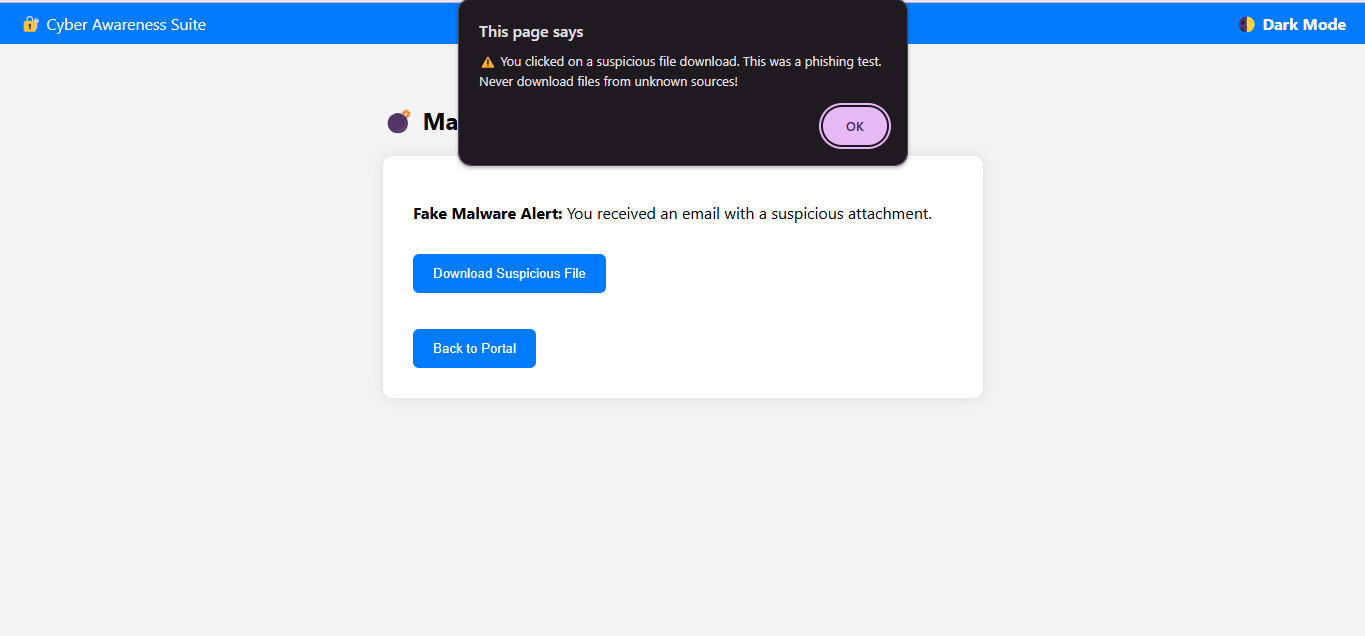 🔐 Cyber Awareness Suite
🌓 Dark Mode
This page says
⚠️ You clicked on a suspicious file download. This was a phishing test.
Never download files from unknown sources!
OK
💣 Ma
Fake Malware Alert: You received an email with a suspicious attachment.
Download Suspicious File
Back to Portal